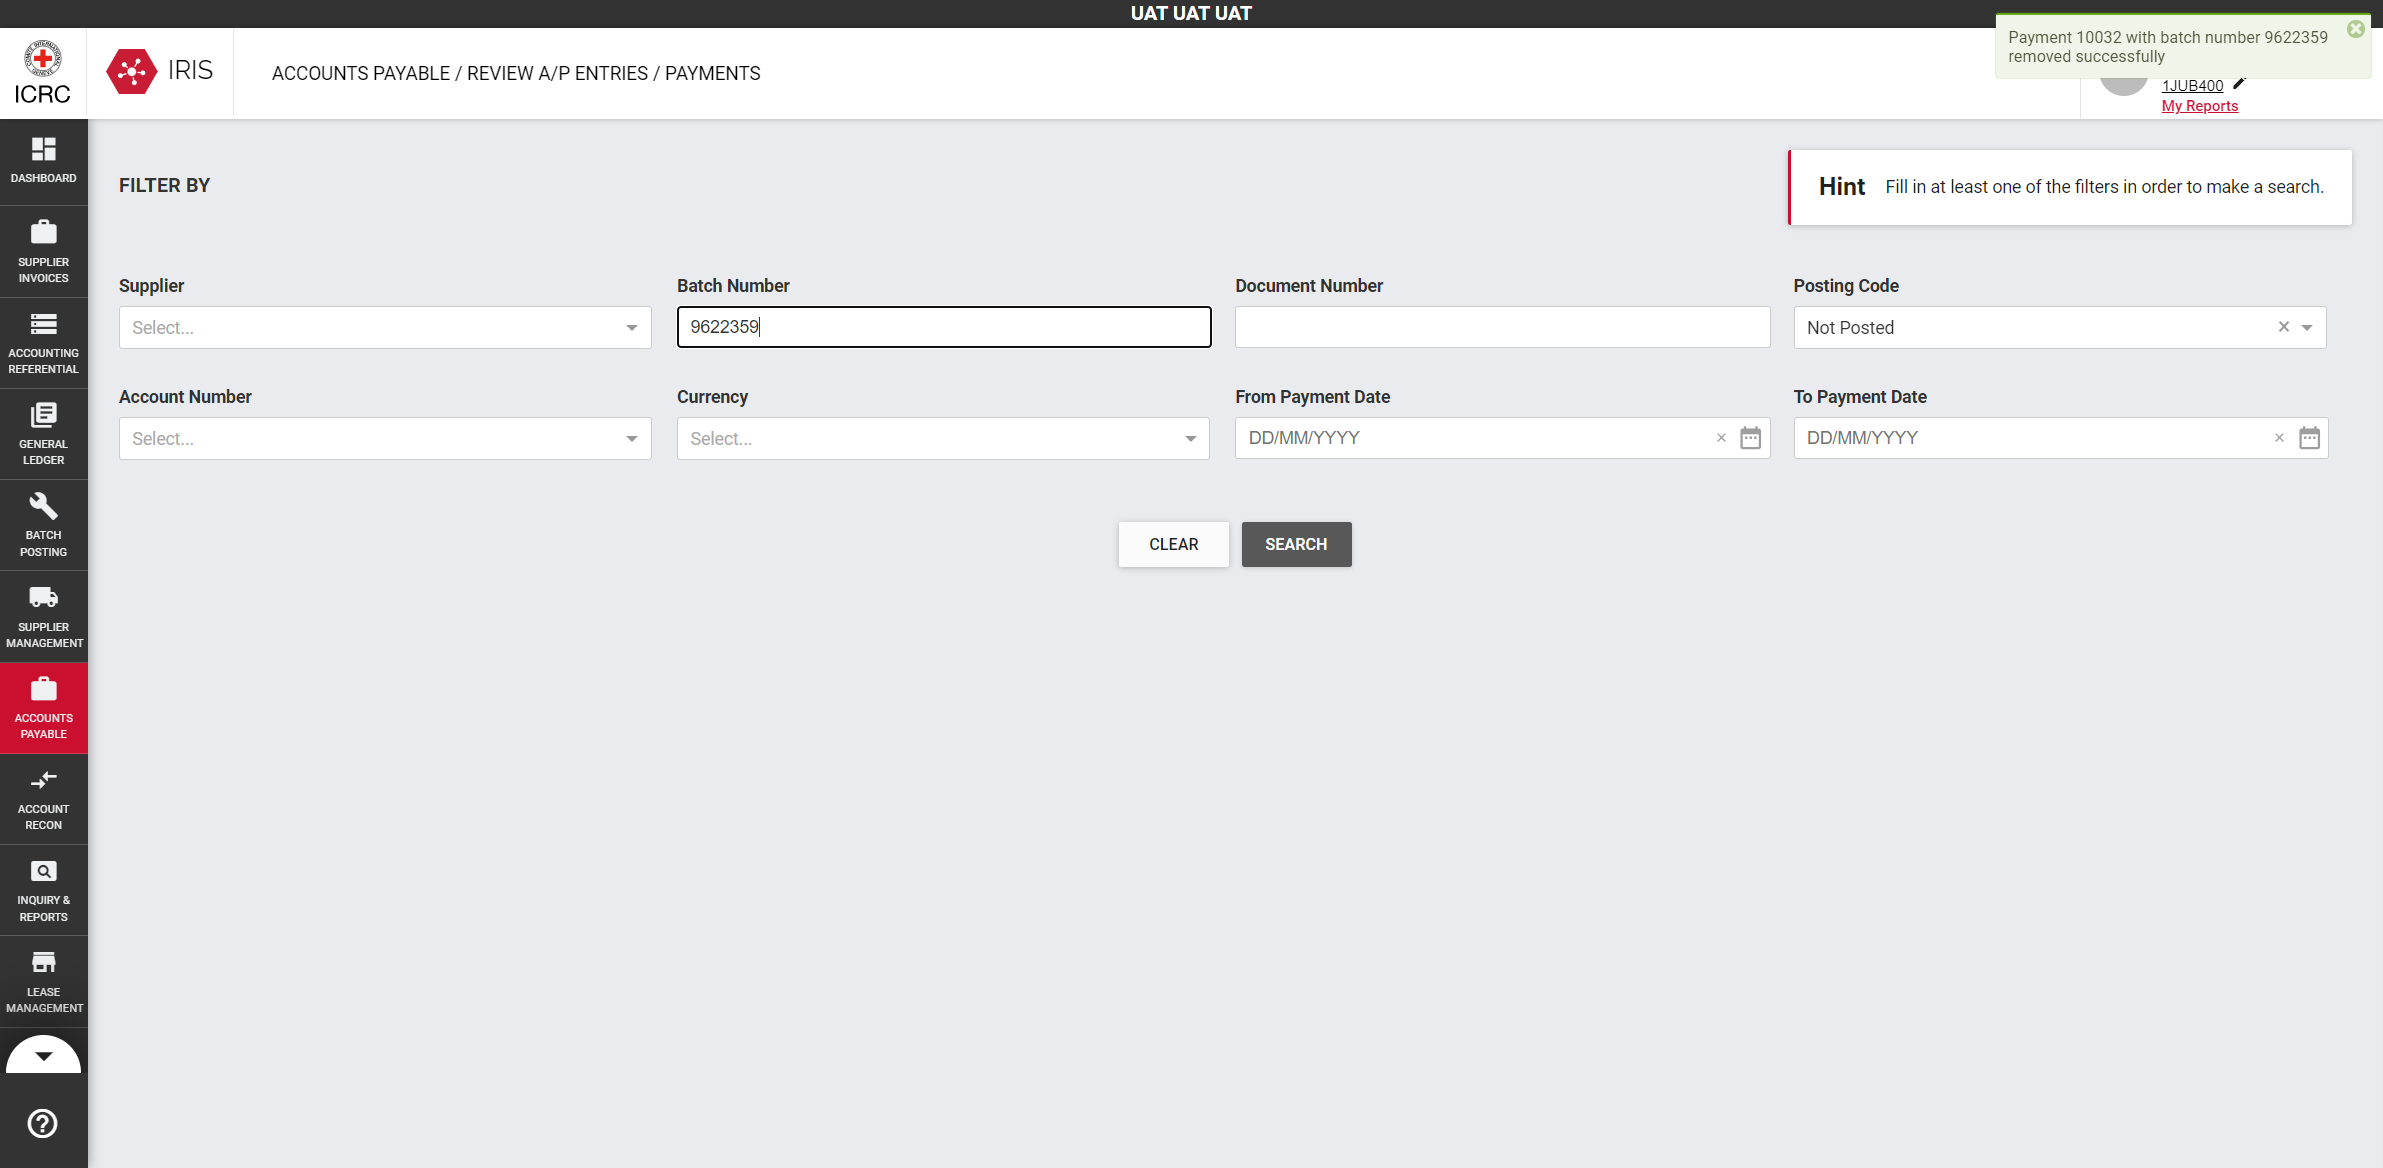 UAT UAT UAT
Payment 10032 with batch number 9622359
removed successfully
ICRC
IRIS
ACCOUNTS PAYABLE / REVIEW A/P ENTRIES / PAYMENTS
1JUB400
My Reports
DASHBOARD
SUPPLIER
INVOICES
ACCOUNTING
REFERENTIAL
GENERAL
LEDGER
BATCH
POSTING
SUPPLIER
MANAGEMENT
ACCOUNTS
PAYABLE
ACCOUNT
RECON
INQUIRY &
REPORTS
LEASE
MANAGEMENT
FILTER BY
Hint Fill in at least one of the filters in order to make a search.
Supplier Batch Number Document Number Posting Code
Select... 9622359 Not Posted
Account Number Currency From Payment Date To Payment Date
Select... Select... DD/MM/YYYY DD/MM/YYYY
CLEAR SEARCH